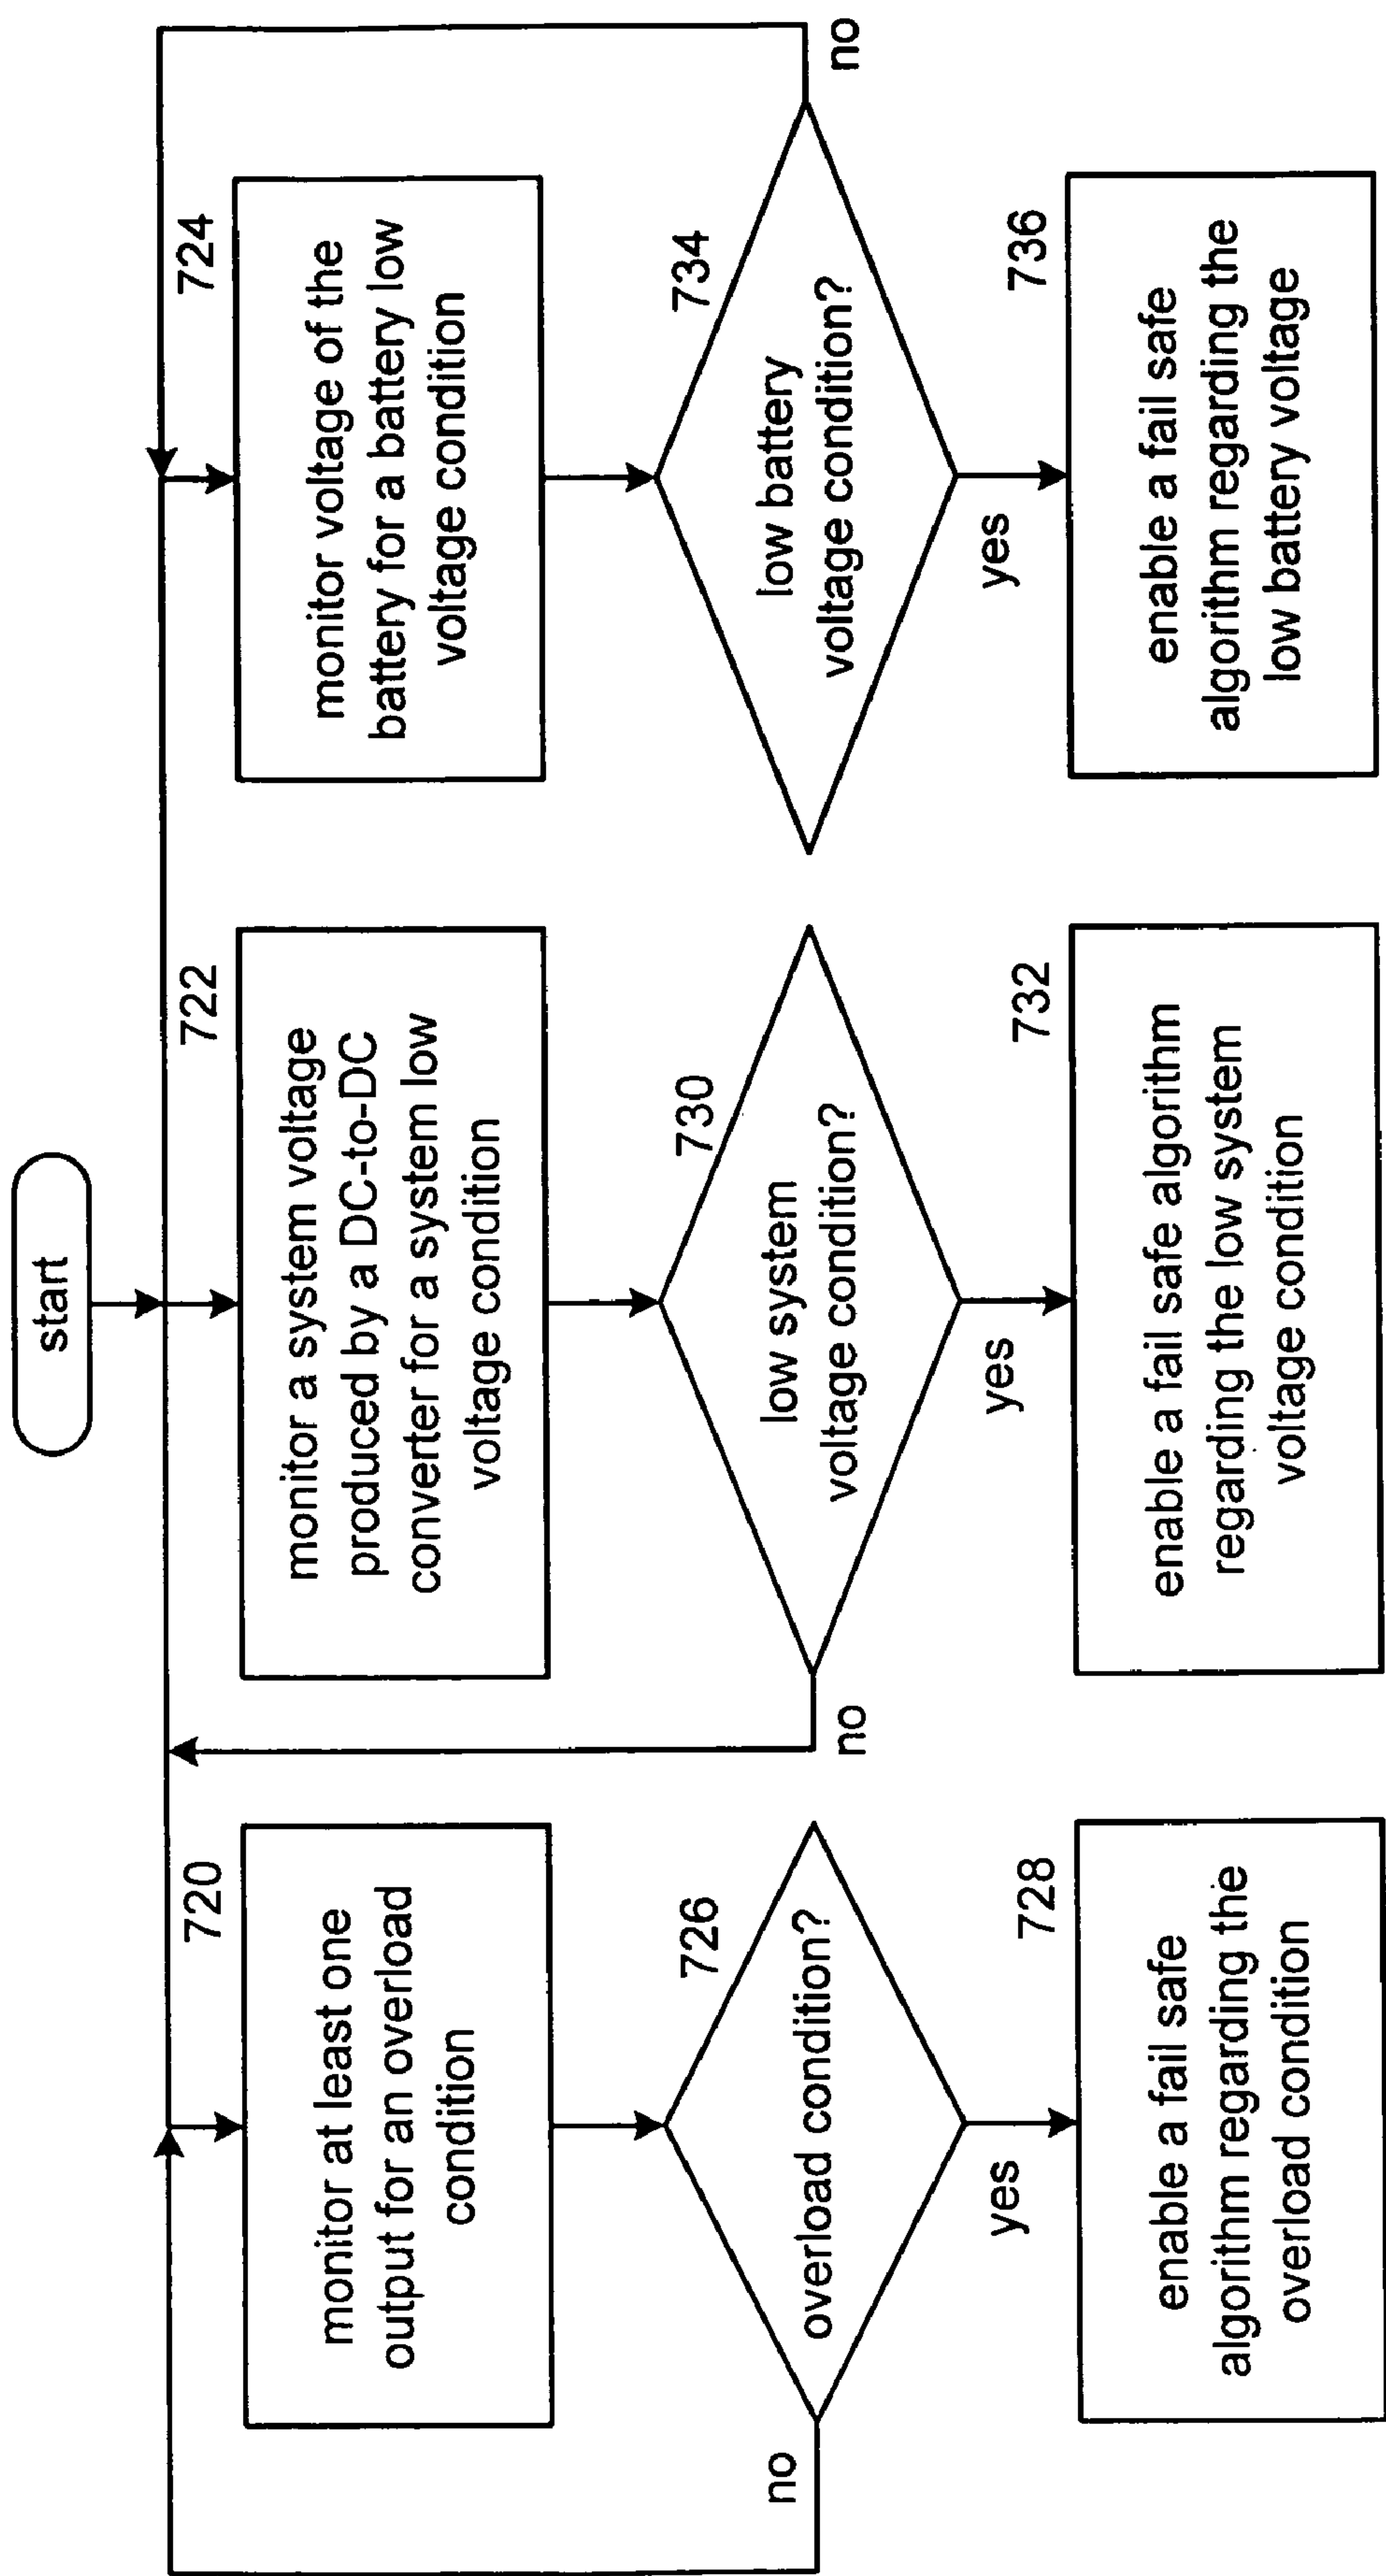 start
720
monitor at least one
output for an overload
condition
722
monitor a system voltage
produced by a DC-to-DC
converter for a system low
voltage condition
724
monitor voltage of the
battery for a battery low
voltage condition
726
overload condition?
no
yes
730
low system
voltage condition?
no
yes
734
low battery
voltage condition?
no
yes
728
enable a fail safe
algorithm regarding the
overload condition
732
enable a fail safe algorithm
regarding the low system
voltage condition
736
enable a fail safe
algorithm regarding the
low battery voltage